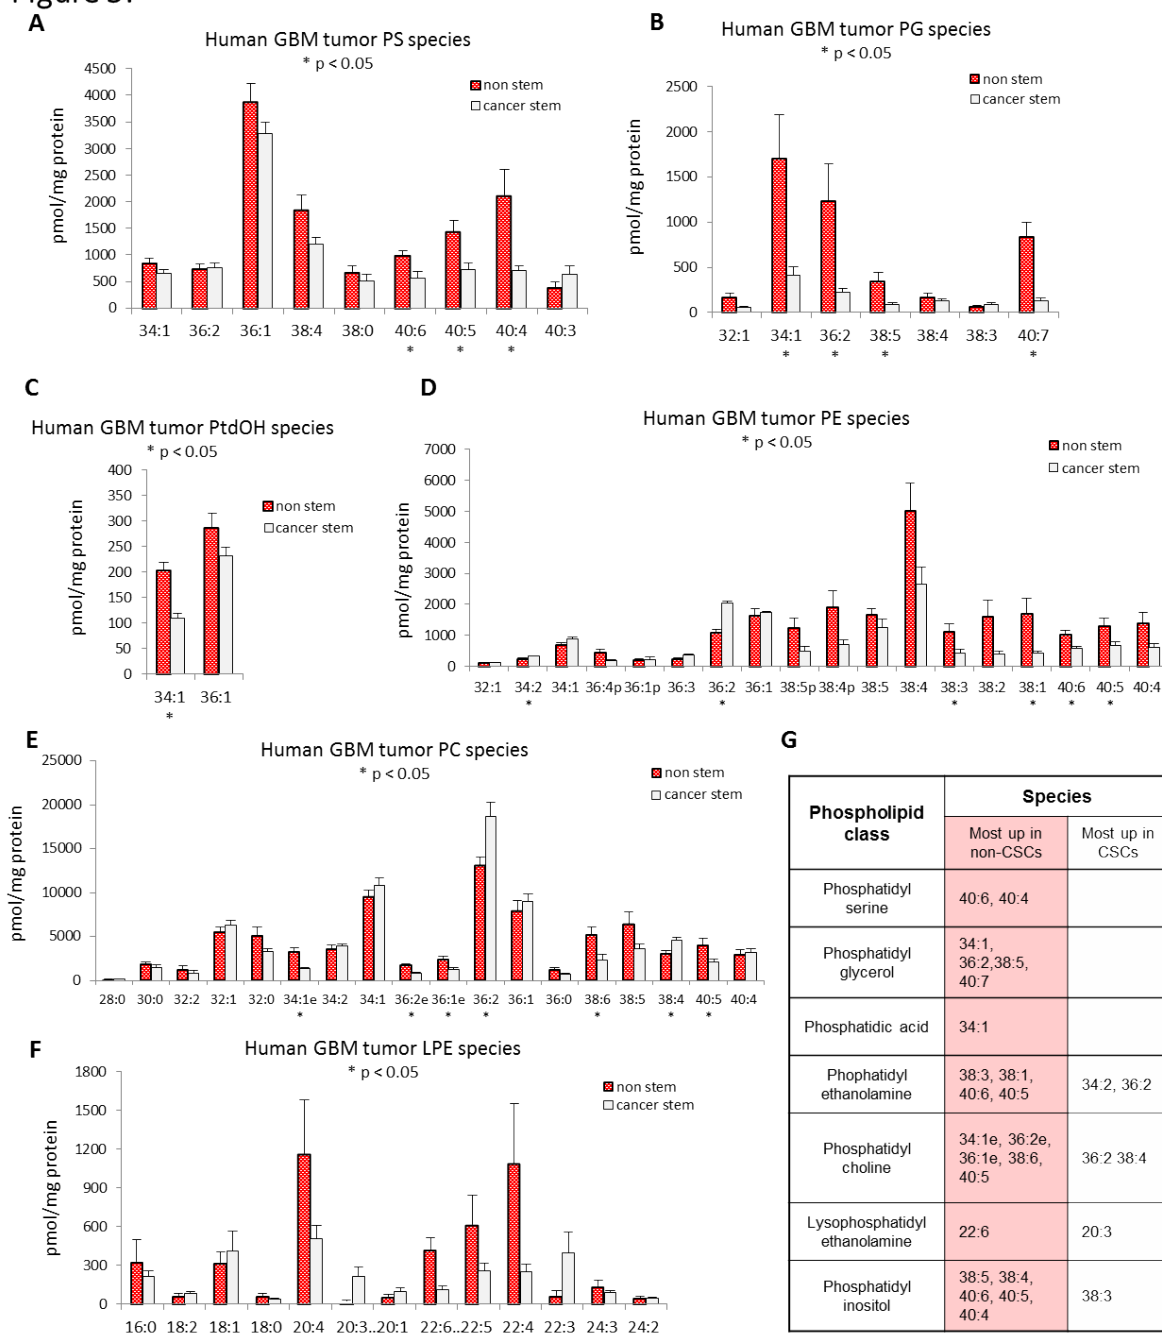 A
Human GBM tumor PS species
* p < 0.05
non stem
cancer stem
pmol/mg protein
4500
4000
3500
3000
2500
2000
1500
1000
500
0
34:1 36:2 36:1 38:4 38:0 40:6 40:5 40:4 40:3
* * *
B
Human GBM tumor PG species
* p < 0.05
non stem
cancer stem
pmol/mg protein
2500
2000
1500
1000
500
0
32:1 34:1 36:2 38:5 38:4 38:3 40:7
* * * *
C
Human GBM tumor PtdOH species
* p < 0.05
non stem
cancer stem
pmol/mg protein
400
350
300
250
200
150
100
50
0
34:1 36:1
*
D
Human GBM tumor PE species
* p < 0.05
non stem
cancer stem
pmol/mg protein
7000
6000
5000
4000
3000
2000
1000
0
32:1 34:2 34:1 36:4p 36:1p 36:3 36:2 36:1 38:5p 38:4p 38:5 38:4 38:3 38:2 38:1 40:6 40:5 40:4
* * * * * *
E
Human GBM tumor PC species
* p < 0.05
non stem
cancer stem
pmol/mg protein
25000
20000
15000
10000
5000
0
28:0 30:0 32:2 32:1 32:0 34:1e 34:2 34:1 36:2e 36:1e 36:2 36:1 36:0 38:6 38:5 38:4 40:5 40:4
* * * * * * *
F
Human GBM tumor LPE species
* p < 0.05
non stem
cancer stem
pmol/mg protein
1800
1500
1200
900
600
300
0
16:0 18:2 18:1 18:0 20:4 20:3..20:1 22:6..22:5 22:4 22:3 24:3 24:2
G
Phospholipid
class
Species
Most up in
non-CSCs
Most up in
CSCs
Phosphatidyl
serine
40:6, 40:4
Phosphatidyl
glycerol
34:1,
36:2,38:5,
40:7
Phosphatidic acid
34:1
Phophatidyl
ethanolamine
38:3, 38:1,
40:6, 40:5
34:2, 36:2
Phosphatidyl
choline
34:1e, 36:2e,
36:1e, 38:6,
40:5
36:2 38:4
Lysophosphatidyl
ethanolamine
22:6
20:3
Phosphatidyl
inositol
38:5, 38:4,
40:6, 40:5,
40:4
38:3